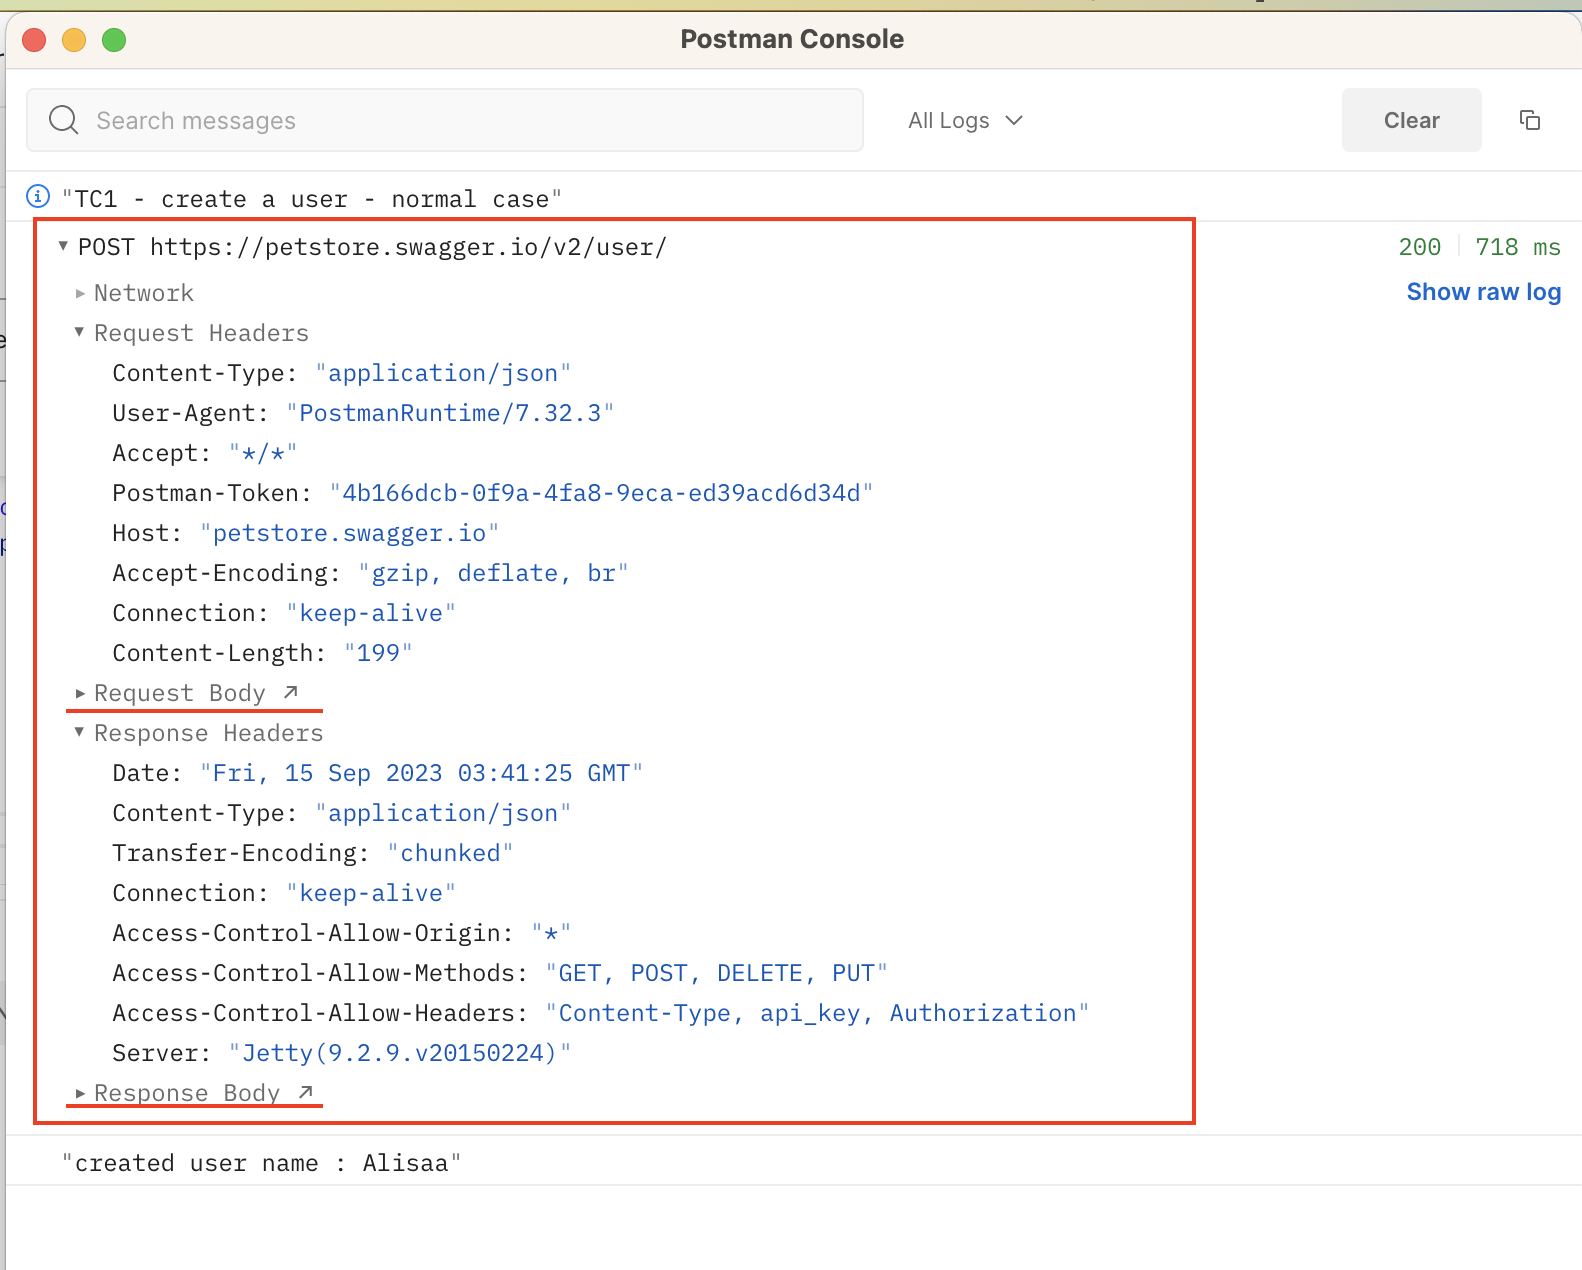 Postman Console
Search messages
All Logs
Clear
"TC1 - create a user - normal case"
POST https://petstore.swagger.io/v2/user/
200 718 ms
Network
Show raw log
Request Headers
Content-Type: "application/json"
User-Agent: "PostmanRuntime/7.32.3"
Accept: "*/*"
Postman-Token: "4b166dcb-0f9a-4fa8-9eca-ed39acd6d34d"
Host: "petstore.swagger.io"
Accept-Encoding: "gzip, deflate, br"
Connection: "keep-alive"
Content-Length: "199"
Request Body ↗
Response Headers
Date: "Fri, 15 Sep 2023 03:41:25 GMT"
Content-Type: "application/json"
Transfer-Encoding: "chunked"
Connection: "keep-alive"
Access-Control-Allow-Origin: "*"
Access-Control-Allow-Methods: "GET, POST, DELETE, PUT"
Access-Control-Allow-Headers: "Content-Type, api_key, Authorization"
Server: "Jetty(9.2.9.v20150224)"
Response Body ↗
"created user name : Alisaa"